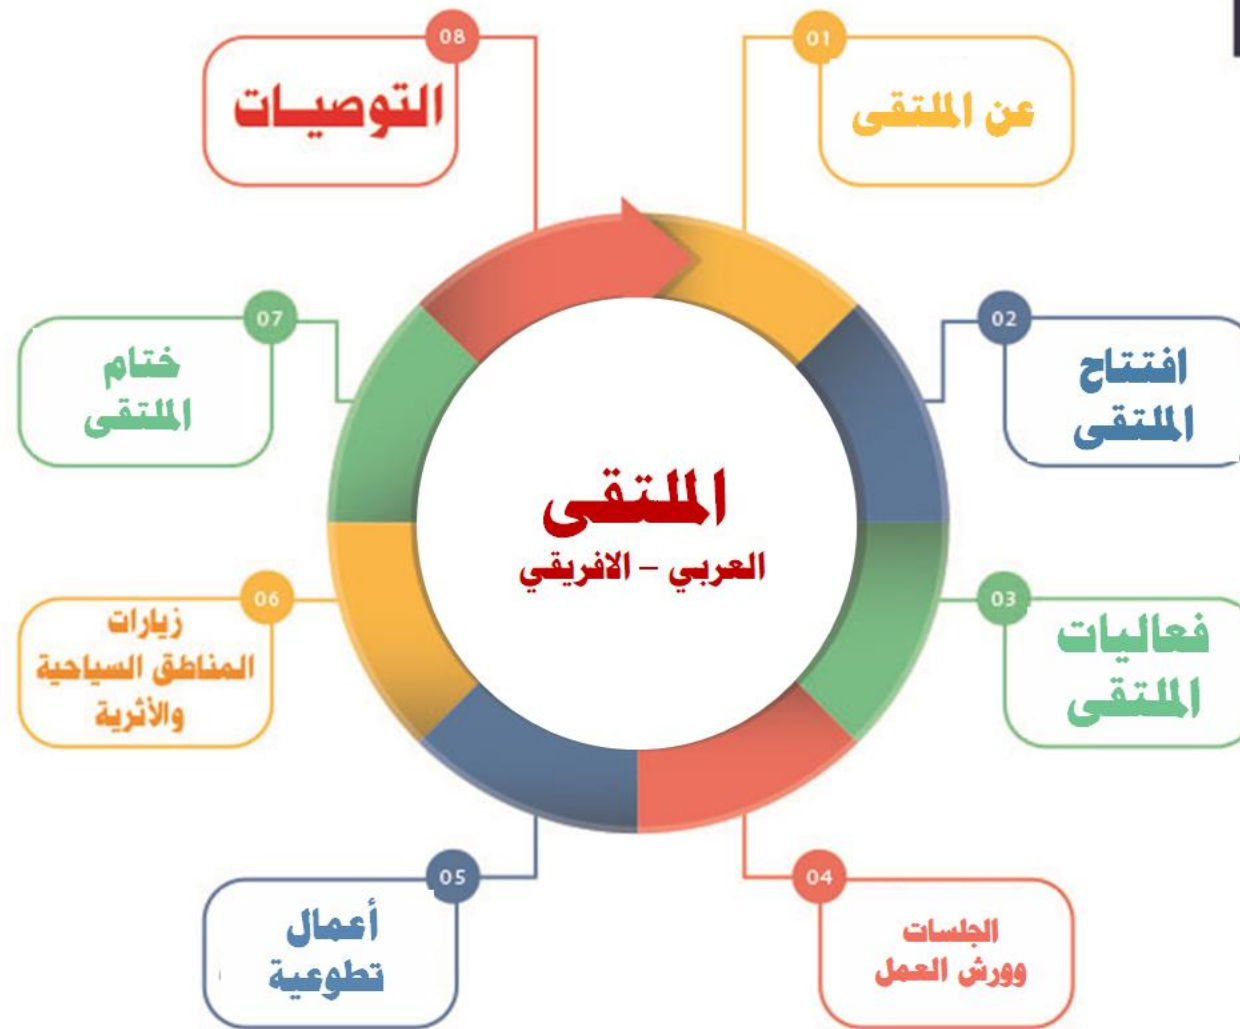 الملتقى
العربي – الافريقي
01
عن الملتقى
02
افتتاح
الملتقى
03
فعاليات
الملتقى
04
الجلسات
وورش العمل
05
أعمال
تطوعية
06
زيارات
المناطق السياحية
والأثرية
07
ختام
الملتقى
08
التوصيات